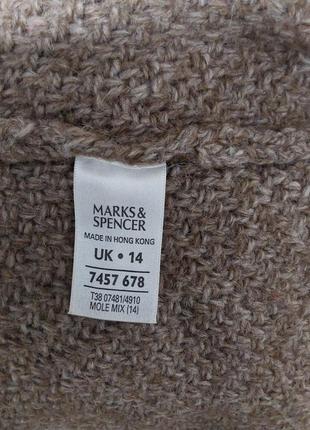 MARKS &
SPENCER
MADE IN HONG KONG
UK • 14
7457 678
T38 07481/4910
MOLE MIX (14)